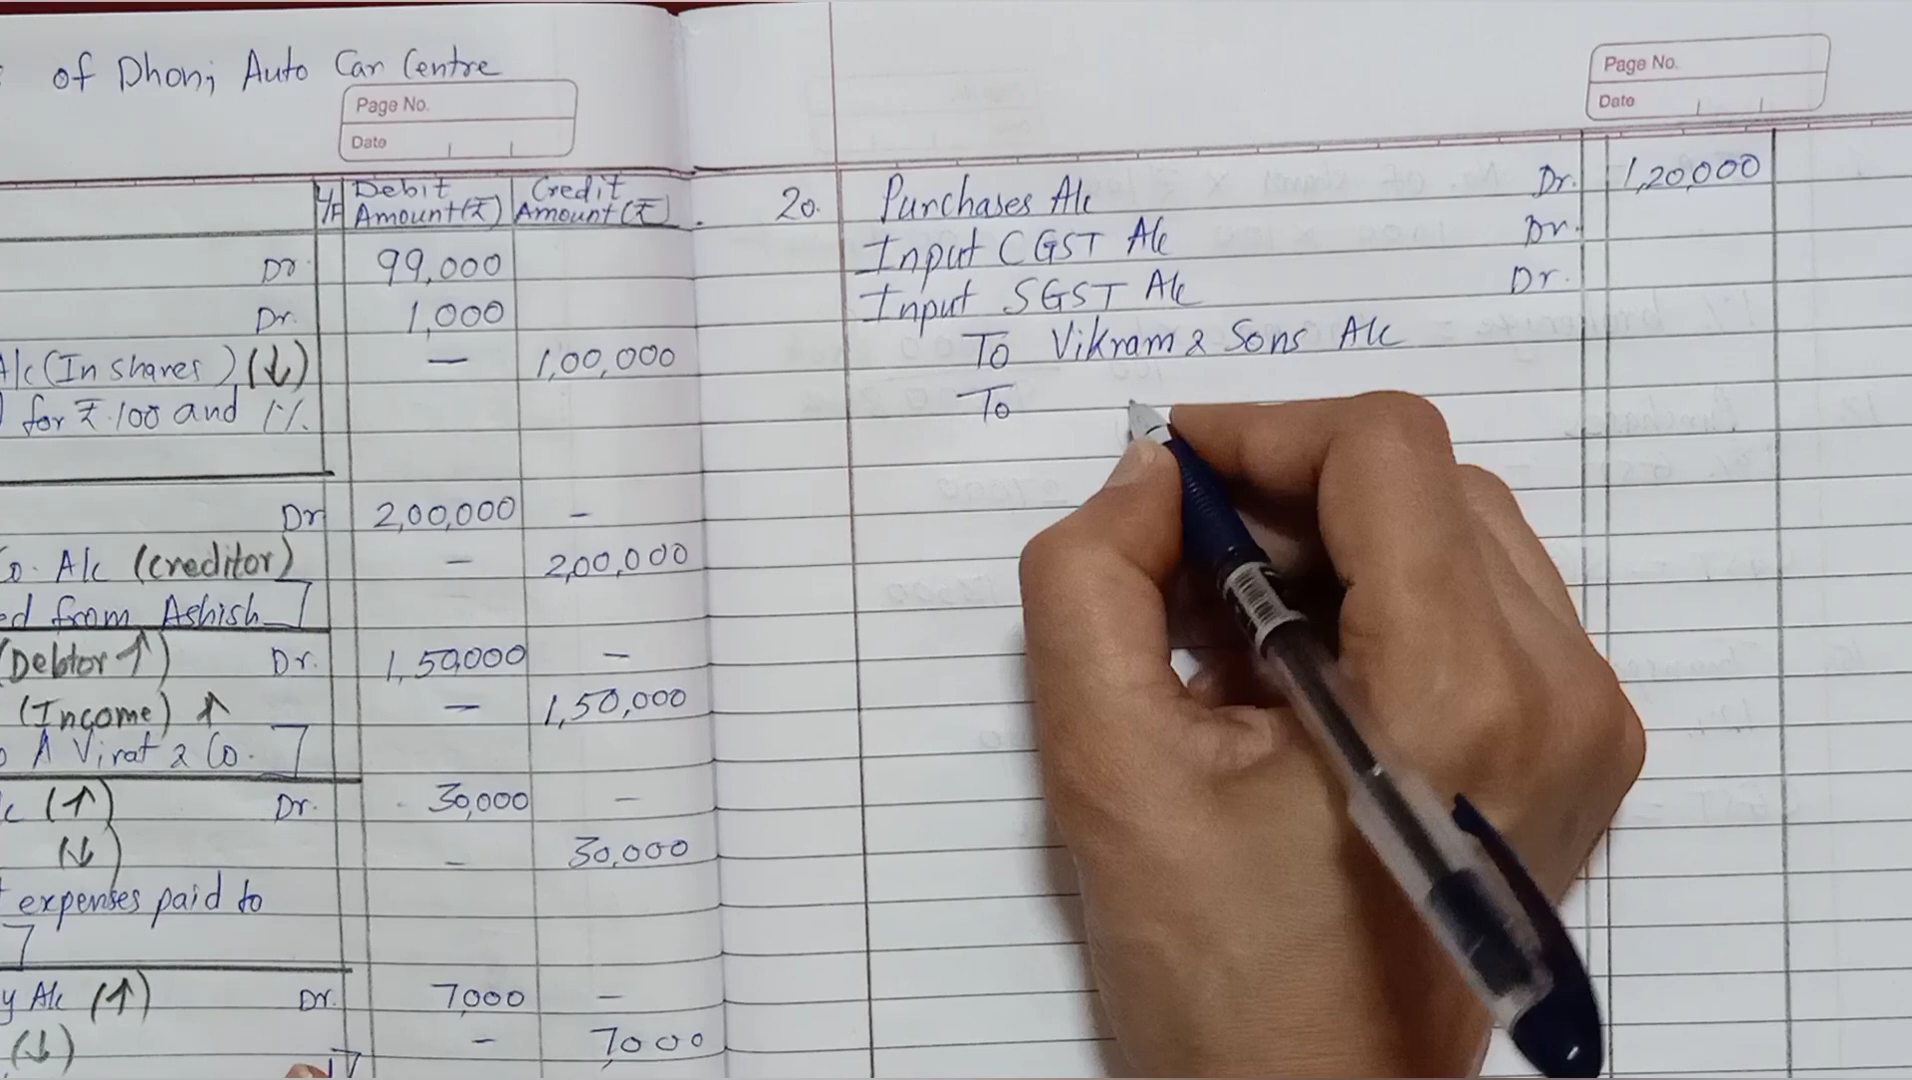 of Dhoni Auto Car Centre
Page No.
Date
L/F Debit Amount(₹) Credit Amount(₹)
Dr. 99,000
Dr. 1,000
A/c (In shares) (↓) — 1,00,000
for ₹.100 and 1%
Dr 2,00,000 —
Co. A/c (creditor) — 2,00,000
ed from Ashish]
(Debtor ↑) Dr. 1,50,000 —
(Income) ↑ — 1,50,000
o A Virat & Co.]
c (↑) Dr. 30,000 —
(↓) — 30,000
expenses paid to
]
y A/c (↑) Dr. 7000 —
(↓) — 7000
Page No.
Date
20. Purchases A/c Dr. 1,20,000
Input CGST A/c Dr.
Input SGST A/c Dr.
To Vikram & Sons A/c
To